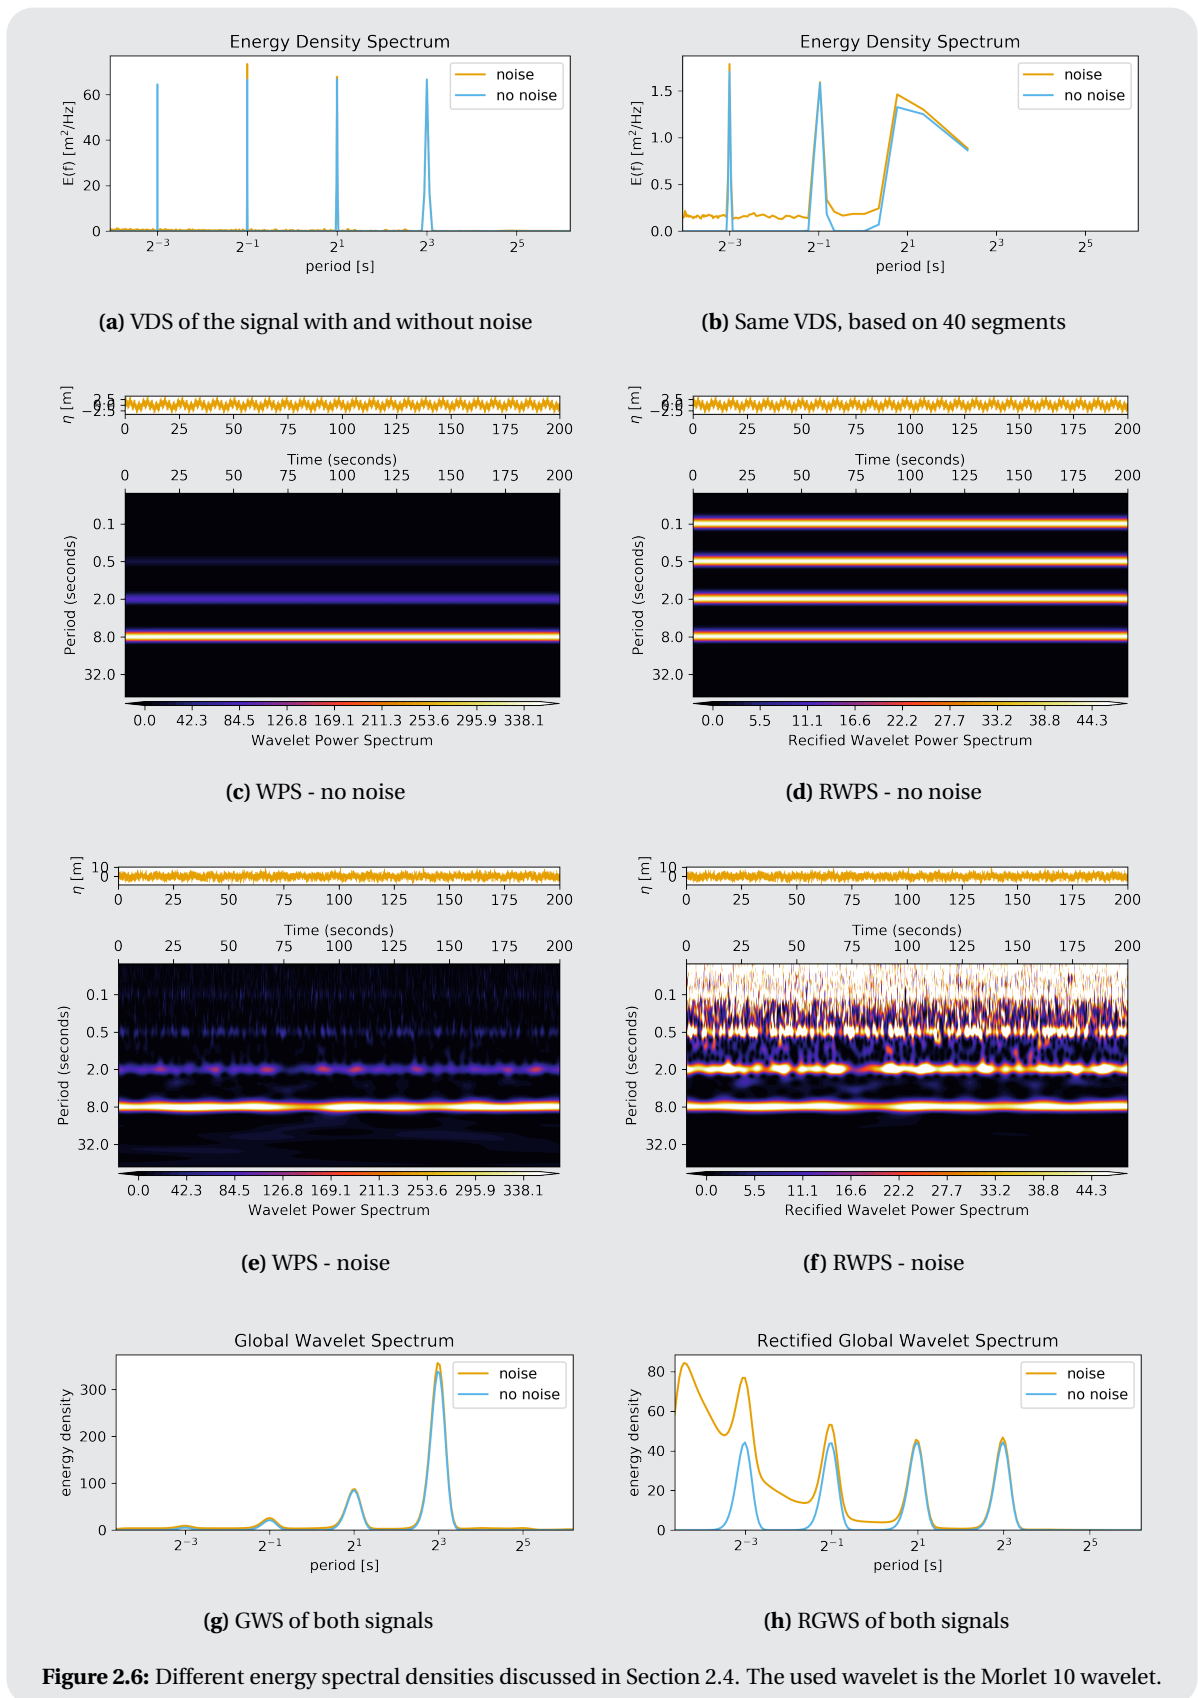 Energy Density Spectrum
E(f) [m²/Hz]
60
40
20
0
noise
no noise
2⁻³ 2⁻¹ 2¹ 2³ 2⁵
period [s]
(a) VDS of the signal with and without noise
Energy Density Spectrum
E(f) [m²/Hz]
1.5
1.0
0.5
0.0
noise
no noise
2⁻³ 2⁻¹ 2¹ 2³ 2⁵
period [s]
(b) Same VDS, based on 40 segments
η [m]
2.5
0.0
−2.5
0 25 50 75 100 125 150 175 200
Time (seconds)
0 25 50 75 100 125 150 175 200
Period (seconds)
0.1
0.5
2.0
8.0
32.0
0.0 42.3 84.5 126.8 169.1 211.3 253.6 295.9 338.1
Wavelet Power Spectrum
(c) WPS - no noise
η [m]
2.5
0.0
−2.5
0 25 50 75 100 125 150 175 200
Time (seconds)
0 25 50 75 100 125 150 175 200
Period (seconds)
0.1
0.5
2.0
8.0
32.0
0.0 5.5 11.1 16.6 22.2 27.7 33.2 38.8 44.3
Recified Wavelet Power Spectrum
(d) RWPS - no noise
η [m]
10
0
0 25 50 75 100 125 150 175 200
Time (seconds)
0 25 50 75 100 125 150 175 200
Period (seconds)
0.1
0.5
2.0
8.0
32.0
0.0 42.3 84.5 126.8 169.1 211.3 253.6 295.9 338.1
Wavelet Power Spectrum
(e) WPS - noise
η [m]
10
0
0 25 50 75 100 125 150 175 200
Time (seconds)
0 25 50 75 100 125 150 175 200
Period (seconds)
0.1
0.5
2.0
8.0
32.0
0.0 5.5 11.1 16.6 22.2 27.7 33.2 38.8 44.3
Recified Wavelet Power Spectrum
(f) RWPS - noise
Global Wavelet Spectrum
energy density
300
200
100
0
noise
no noise
2⁻³ 2⁻¹ 2¹ 2³ 2⁵
period [s]
(g) GWS of both signals
Rectified Global Wavelet Spectrum
energy density
80
60
40
20
0
noise
no noise
2⁻³ 2⁻¹ 2¹ 2³ 2⁵
period [s]
(h) RGWS of both signals
Figure 2.6: Different energy spectral densities discussed in Section 2.4. The used wavelet is the Morlet 10 wavelet.